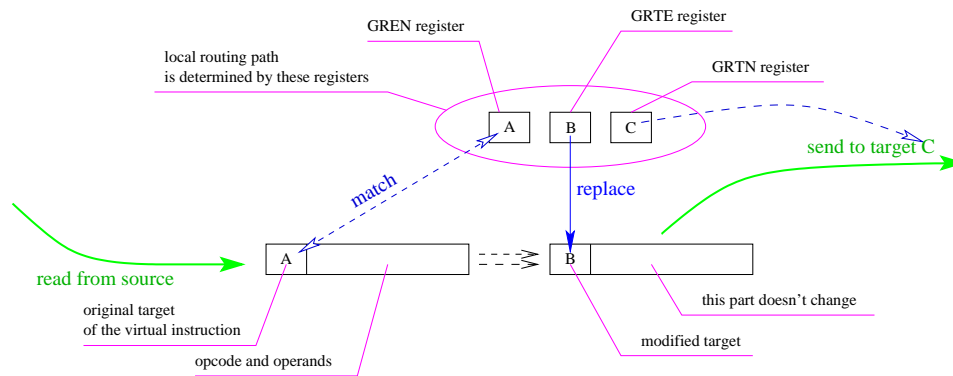 GRTE register
GREN register
GRTN register
local routing path
is determined by these registers
A
B
C
send to target C
match
replace
read from source
A
B
original target
of the virtual instruction
opcode and operands
this part doesn't change
modified target